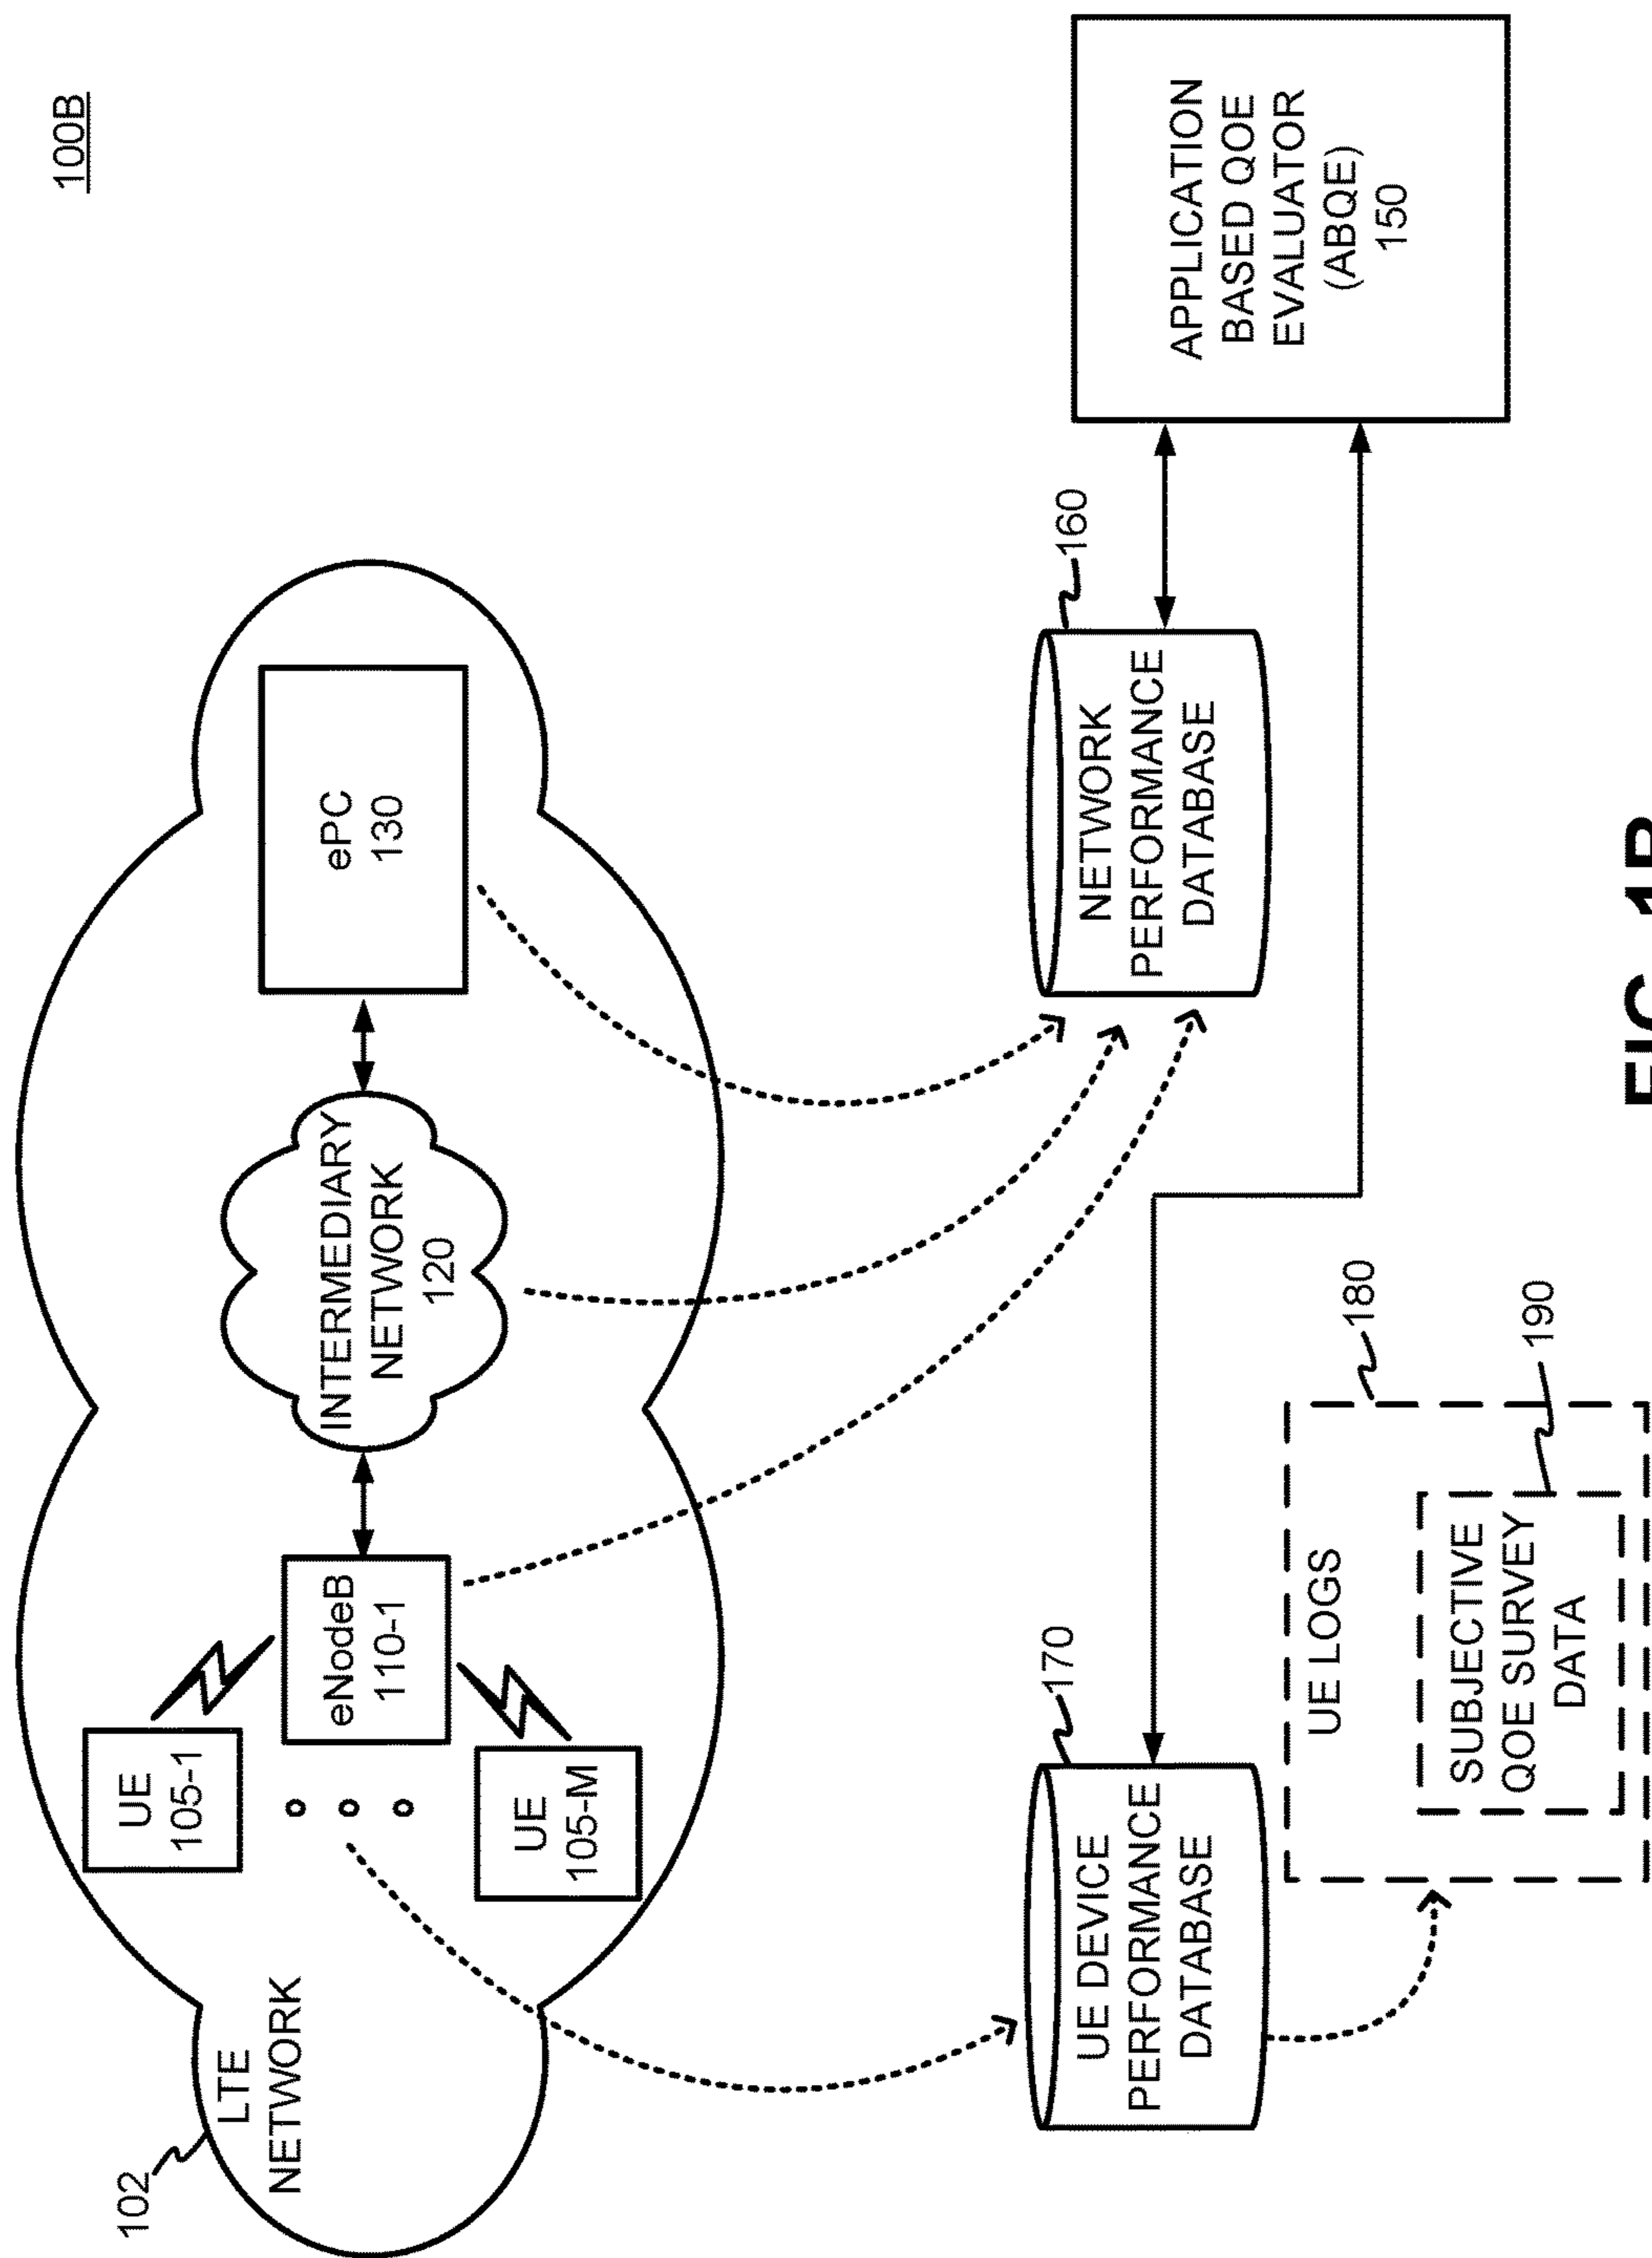 100B
102
LTE
NETWORK
UE
105-1
UE
105-M
eNodeB
110-1
INTERMEDIARY
NETWORK
120
ePC
130
170
UE DEVICE
PERFORMANCE
DATABASE
160
NETWORK
PERFORMANCE
DATABASE
APPLICATION
BASED QOE
EVALUATOR
(ABQE)
150
180
UE LOGS
190
SUBJECTIVE
QOE SURVEY
DATA
FIG. 1B